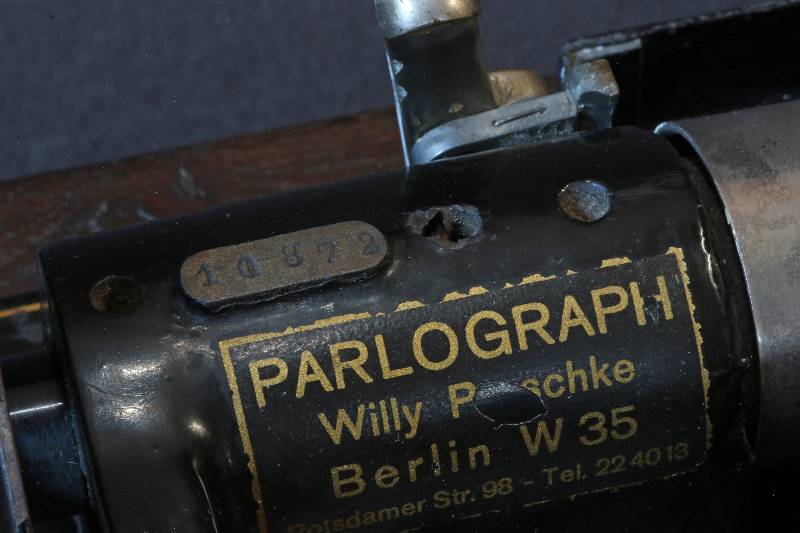 10872
PARLOGRAPH
Willy
Berlin W 35
Potsdamer Str. 98 - Tel. 22 40 13